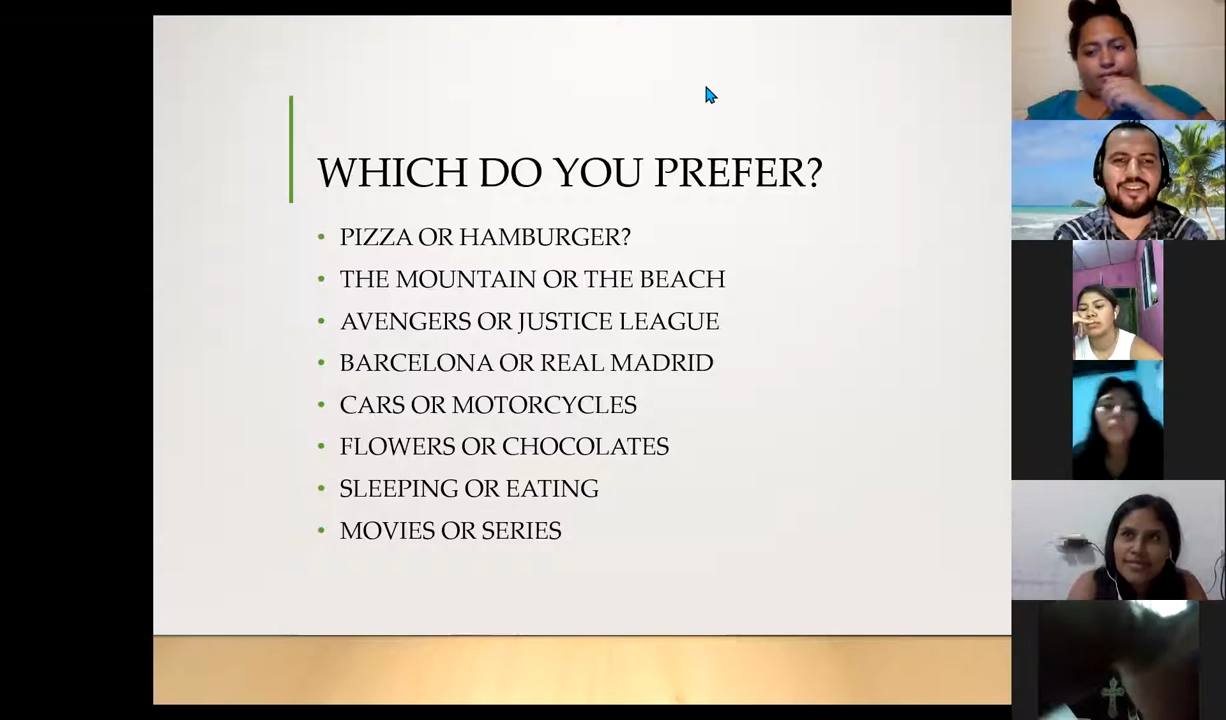 WHICH DO YOU PREFER?
• PIZZA OR HAMBURGER?
• THE MOUNTAIN OR THE BEACH
• AVENGERS OR JUSTICE LEAGUE
• BARCELONA OR REAL MADRID
• CARS OR MOTORCYCLES
• FLOWERS OR CHOCOLATES
• SLEEPING OR EATING
• MOVIES OR SERIES